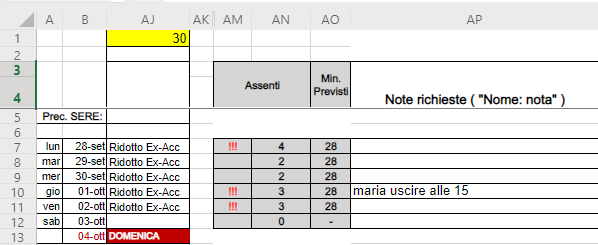 A B AJ AK AM AN AO AP
1 30
2
3 Assenti Min. Previsti
4 Note richieste ( "Nome: nota" )
5 Prec. SERE:
6
7 lun 28-set Ridotto Ex-Acc !!! 4 28
8 mar 29-set Ridotto Ex-Acc 2 28
9 mer 30-set Ridotto Ex-Acc 2 28
10 gio 01-ott Ridotto Ex-Acc !!! 3 28 maria uscire alle 15
11 ven 02-ott Ridotto Ex-Acc !!! 3 28
12 sab 03-ott 0 -
13 04-ott DOMENICA